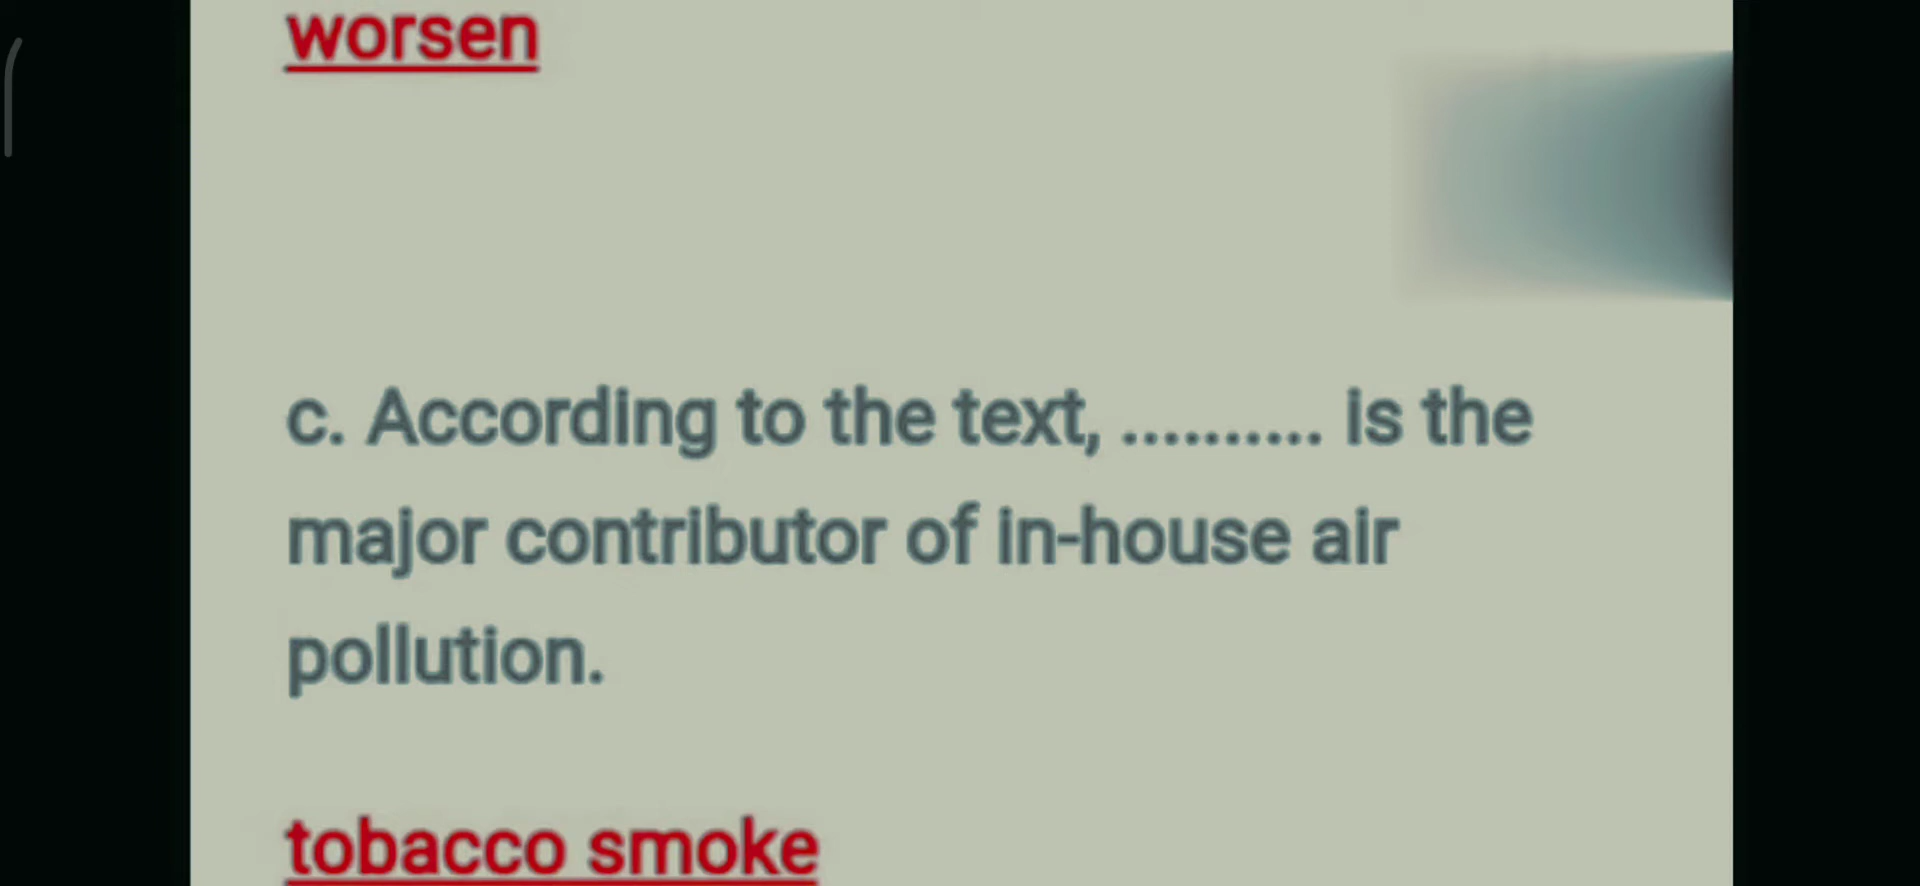 worsen
c. According to the text, .......... is the
major contributor of in-house air
pollution.
tobacco smoke